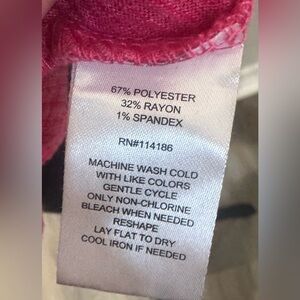 67% POLYESTER
32% RAYON
1% SPANDEX
RN#114186
MACHINE WASH COLD
WITH LIKE COLORS
GENTLE CYCLE
ONLY NON-CHLORINE
BLEACH WHEN NEEDED
RESHAPE
LAY FLAT TO DRY
COOL IRON IF NEEDED